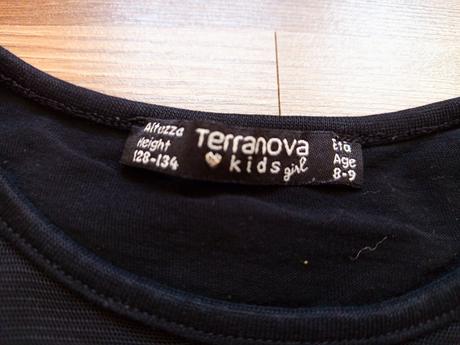 Altezza
Height
128-134
Terranova
kids girl
Età
Age
8-9